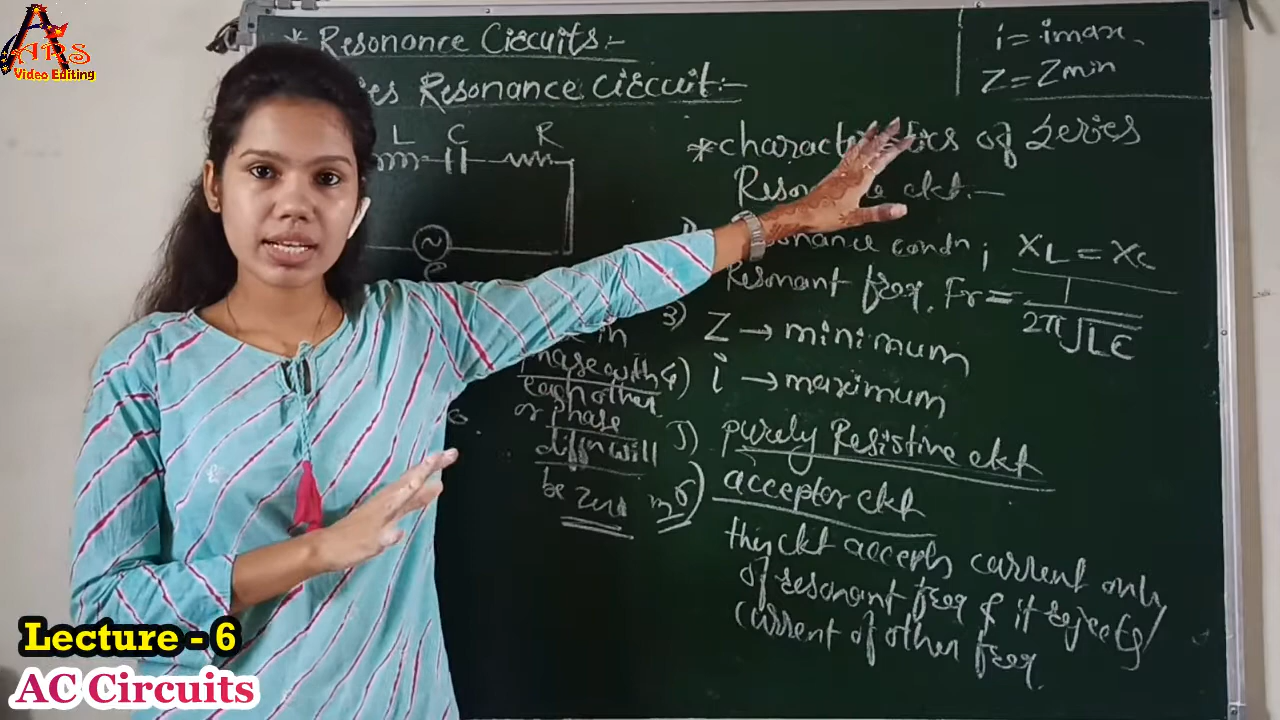 ARS
Video Editing
* Resonance Circuits:-
Resonance Circuit:-
L C R
i = imax.
Z = Zmin
* characteristics of Series
ckt.-
condn ; XL = XC
Resonant freq. Fr = 1
2π√LC
3) Z → minimum
4) i → maximum
in
phase with
each other
or phase
diffn will
be zero
5) purely Resistive ckt
6) acceptor ckt
this ckt accepts current only
of resonant freq & it rejects
current of other freq.
Lecture - 6
AC Circuits